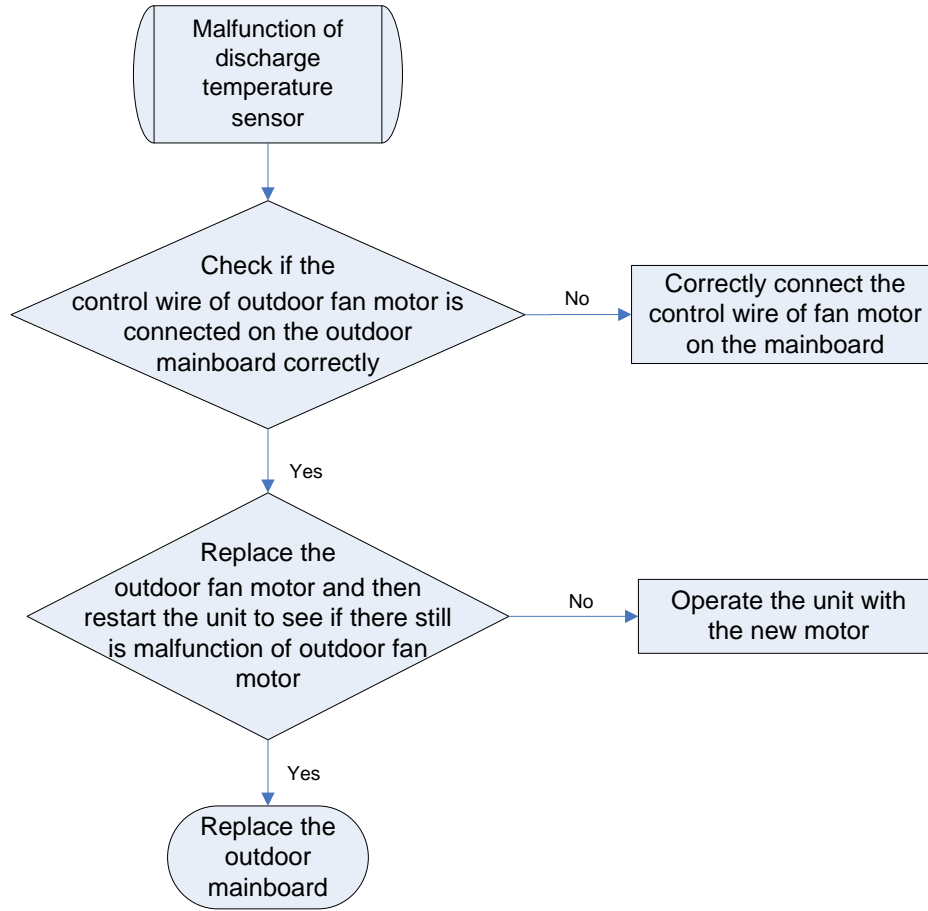 Malfunction of
discharge
temperature
sensor
Check if the
control wire of outdoor fan motor is
connected on the outdoor
mainboard correctly
No
Correctly connect the
control wire of fan motor
on the mainboard
Yes
Replace the
outdoor fan motor and then
restart the unit to see if there still
is malfunction of outdoor fan
motor
No
Operate the unit with
the new motor
Yes
Replace the
outdoor
mainboard